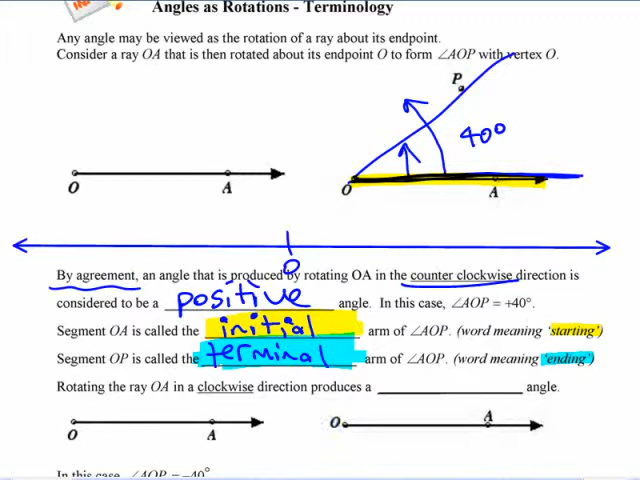 Angles as Rotations - Terminology
Any angle may be viewed as the rotation of a ray about its endpoint.
Consider a ray OA that is then rotated about its endpoint O to form ∠AOP with vertex O.
P
40°
O A
O A
0
By agreement, an angle that is produced by rotating OA in the counter clockwise direction is
considered to be a positive angle. In this case, ∠AOP = +40°.
Segment OA is called the initial arm of ∠AOP. (word meaning 'starting')
Segment OP is called the terminal arm of ∠AOP. (word meaning 'ending')
Rotating the ray OA in a clockwise direction produces a ____________ angle.
O A
O A
In this case, ∠AOP = −40°